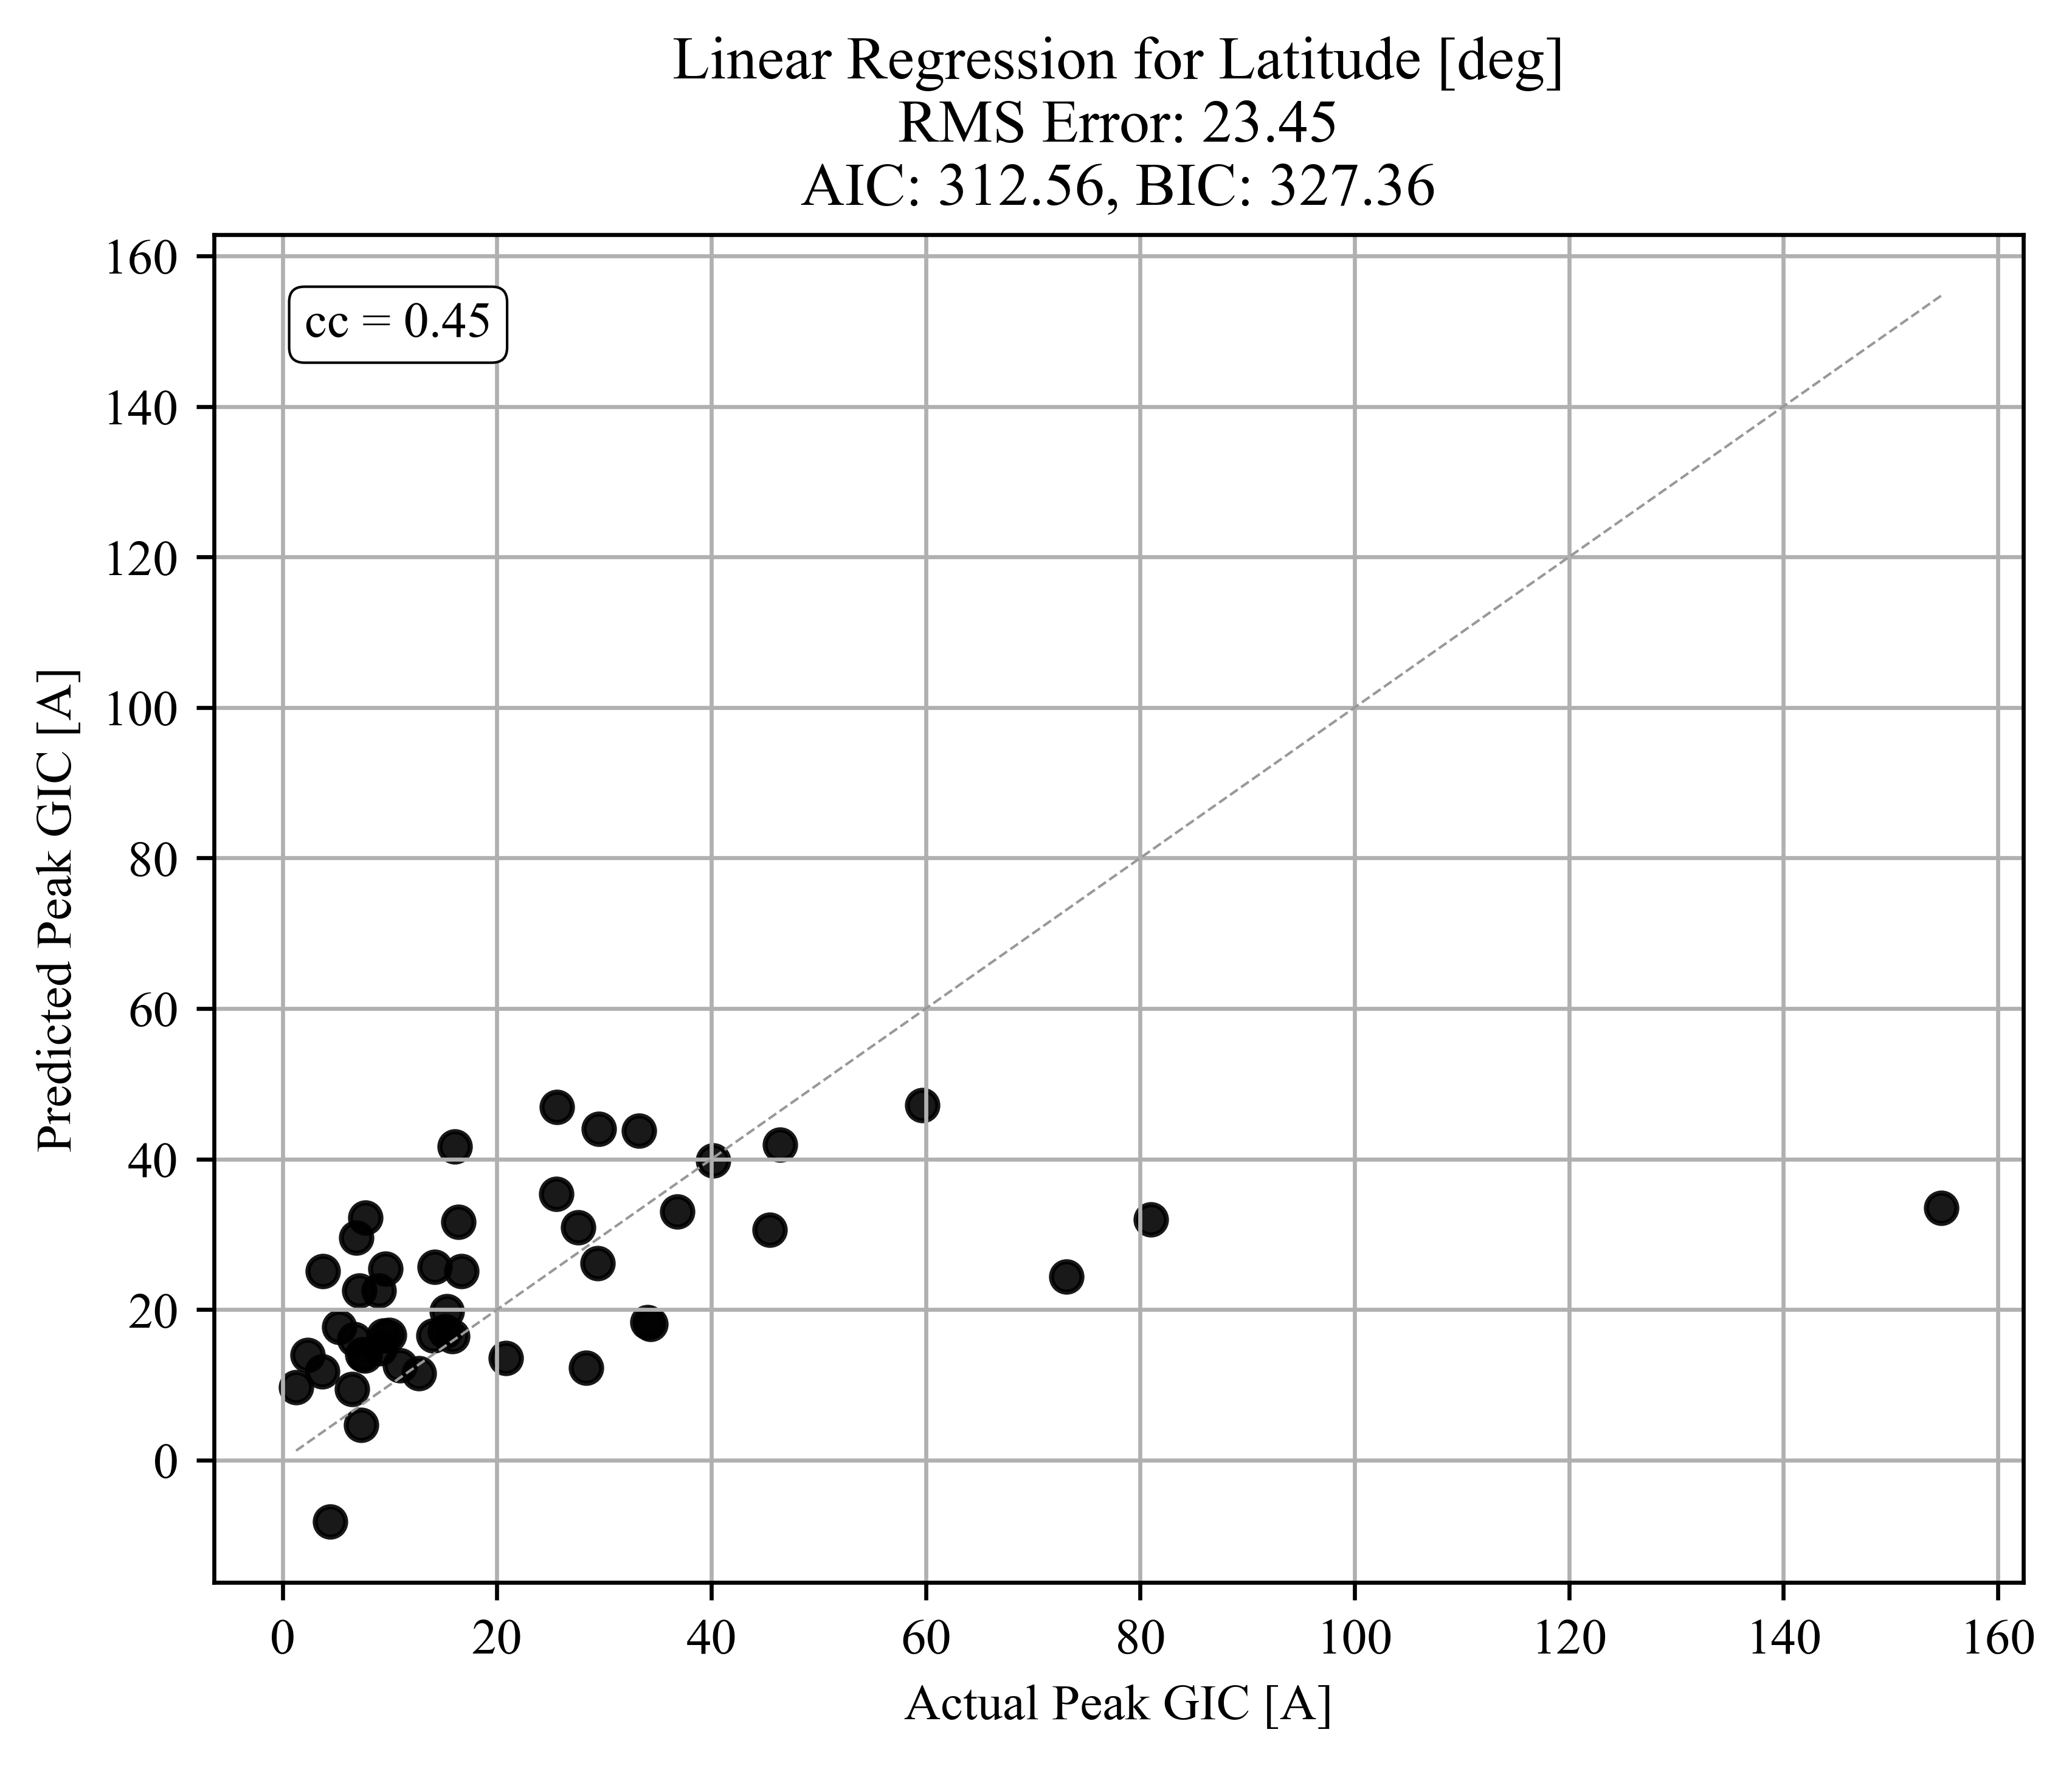 Linear Regression for Latitude [deg]
RMS Error: 23.45
AIC: 312.56, BIC: 327.36
cc = 0.45
160
140
120
100
80
60
40
20
0
Predicted Peak GIC [A]
0 20 40 60 80 100 120 140 160
Actual Peak GIC [A]